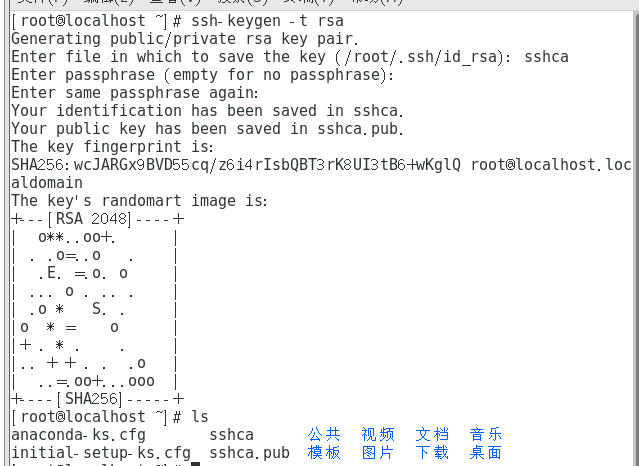 [root@localhost ~]# ssh-keygen -t rsa
Generating public/private rsa key pair.
Enter file in which to save the key (/root/.ssh/id_rsa): sshca
Enter passphrase (empty for no passphrase):
Enter same passphrase again:
Your identification has been saved in sshca.
Your public key has been saved in sshca.pub.
The key fingerprint is:
SHA256:wcJARGx9BVD55cq/z6i4rIsbQBT3rK8UI3tB6+wKglQ root@localhost.loc
aldomain
The key's randomart image is:
+---[RSA 2048]----+
|  o**..oo+.      |
| . .o=..o   .    |
|  .E. =.o. o     |
| ... o . .. .    |
| .o *   S. .     |
|o  * =    o      |
|+ . * .    .     |
|.. + + . .  .o   |
|  ..=.oo+...ooo  |
+----[SHA256]-----+
[root@localhost ~]# ls
anaconda-ks.cfg       sshca      公共  视频  文档  音乐
initial-setup-ks.cfg  sshca.pub  模板  图片  下载  桌面